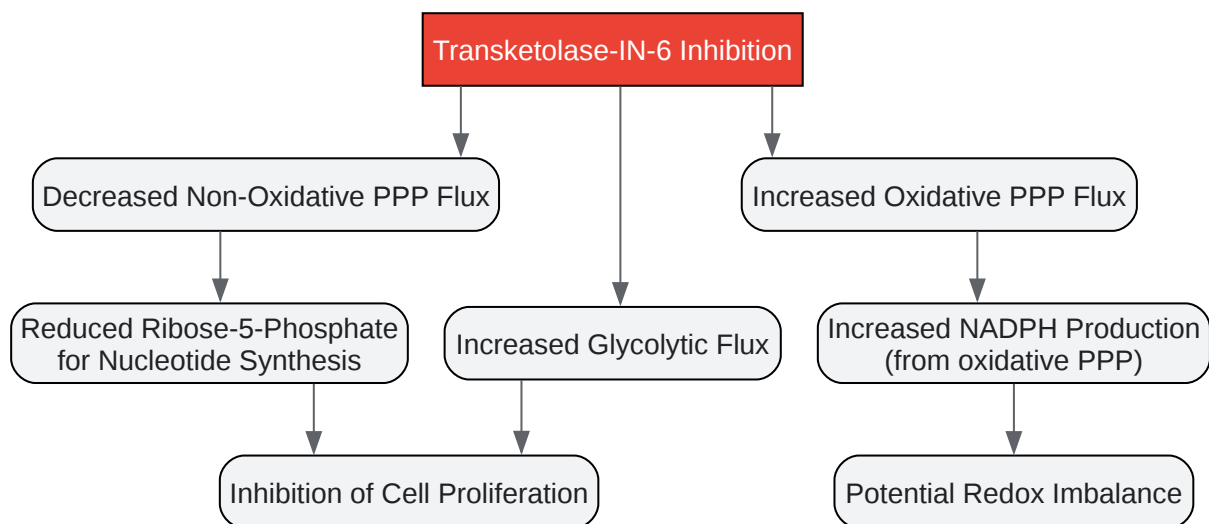 Transketolase-IN-6 Inhibition
Decreased Non-Oxidative PPP Flux
Increased Oxidative PPP Flux
Reduced Ribose-5-Phosphate
for Nucleotide Synthesis
Increased Glycolytic Flux
Increased NADPH Production
(from oxidative PPP)
Inhibition of Cell Proliferation
Potential Redox Imbalance